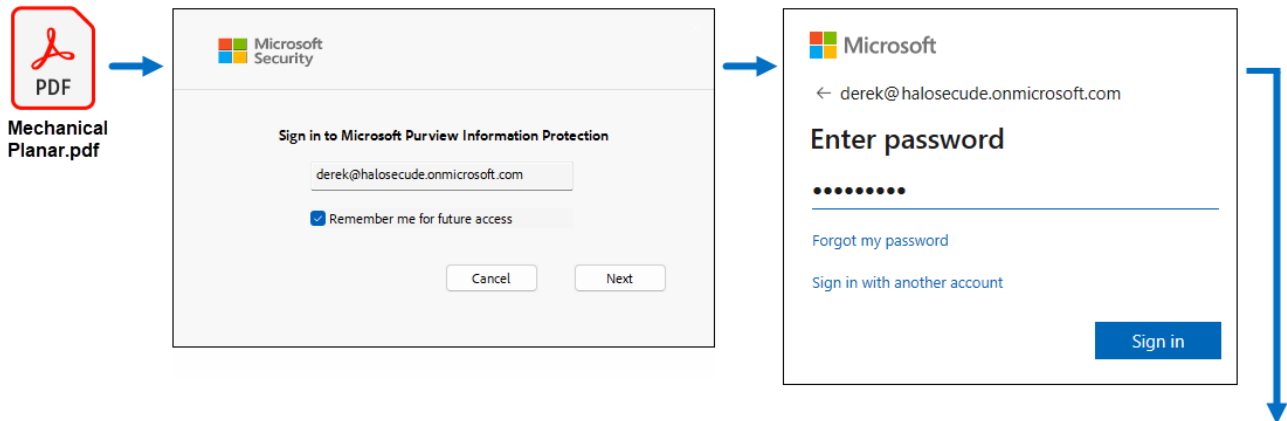 PDF
Mechanical
Planar.pdf
Microsoft
Security
Sign in to Microsoft Purview Information Protection
derek@halosecude.onmicrosoft.com
Remember me for future access
Cancel
Next
Microsoft
← derek@halosecude.onmicrosoft.com
Enter password
•••••••••
Forgot my password
Sign in with another account
Sign in